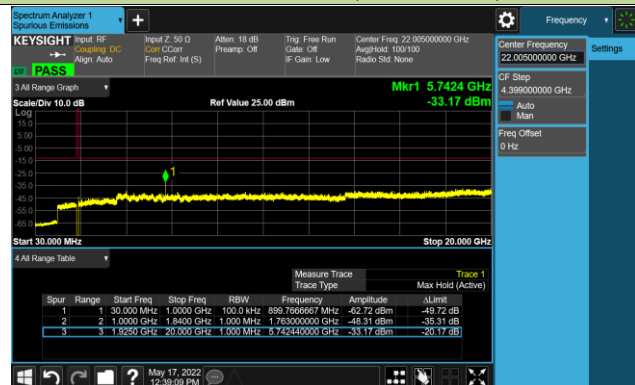 Spectrum Analyzer 1
Spurious Emissions
Frequency
KEYSIGHT
Input: RF
Coupling: DC
Align: Auto
Input Z: 50 Ω
Corr CCorr
Freq Ref: Int (S)
Atten: 18 dB
Preamp: Off
Trig: Free Run
Gate: Off
IF Gain: Low
Center Freq: 22.005000000 GHz
Avg|Hold: 100/100
Radio Std: None
PASS
Center Frequency
22.005000000 GHz
Settings
CF Step
4.399000000 GHz
Auto
Man
Freq Offset
0 Hz
3 All Range Graph
Mkr1 5.7424 GHz
Scale/Div 10.0 dB
Ref Value 25.00 dBm
-33.17 dBm
Log
15.0
5.00
-5.00
-15.0
-25.0
-35.0
-45.0
-55.0
-65.0
1
Start 30.000 MHz
Stop 20.000 GHz
4 All Range Table
Measure Trace Trace 1
Trace Type Max Hold (Active)
Spur Range Start Freq Stop Freq RBW Frequency Amplitude ΔLimit
1 1 30.000 MHz 1.0000 GHz 100.0 kHz 899.7666667 MHz -62.72 dBm -49.72 dB
2 2 1.0000 GHz 1.8400 GHz 1.000 MHz 1.763000000 GHz -48.31 dBm -35.31 dB
3 3 1.9250 GHz 20.000 GHz 1.000 MHz 5.742440000 GHz -33.17 dBm -20.17 dB
May 17, 2022
12:39:09 PM